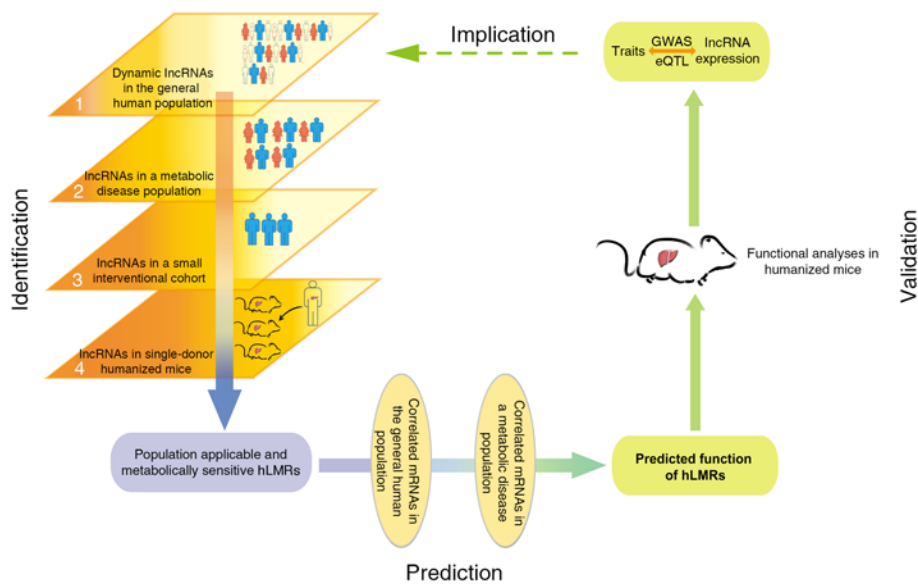 Implication
Traits
GWAS
eQTL
lncRNA
expression
Identification
Dynamic lncRNAs
in the general
human population
1
lncRNAs in a metabolic
disease population
2
lncRNAs in a small
interventional cohort
3
lncRNAs in single-donor
humanized mice
4
Functional analyses in
humanized mice
Validation
Population applicable and
metabolically sensitive hLMRs
Correlated mRNAs in
the general human
population
Correlated mRNAs in
a metabolic disease
population
Predicted function
of hLMRs
Prediction